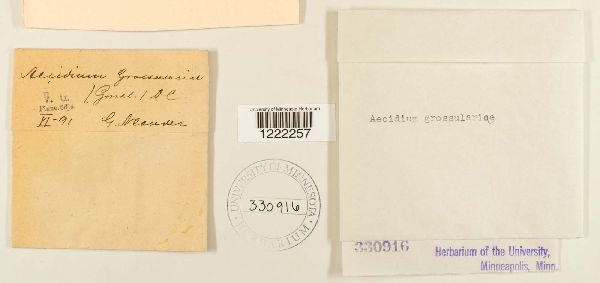 Aecidium Grossulariae
(Gmel.) DC
VI-91
University of Minnesota Herbarium
1222257
UNIVERSITY OF MINNESOTA
HERBARIUM
330916
Aecidium grossulariae
330916
Herbarium of the University,
Minneapolis, Minn.